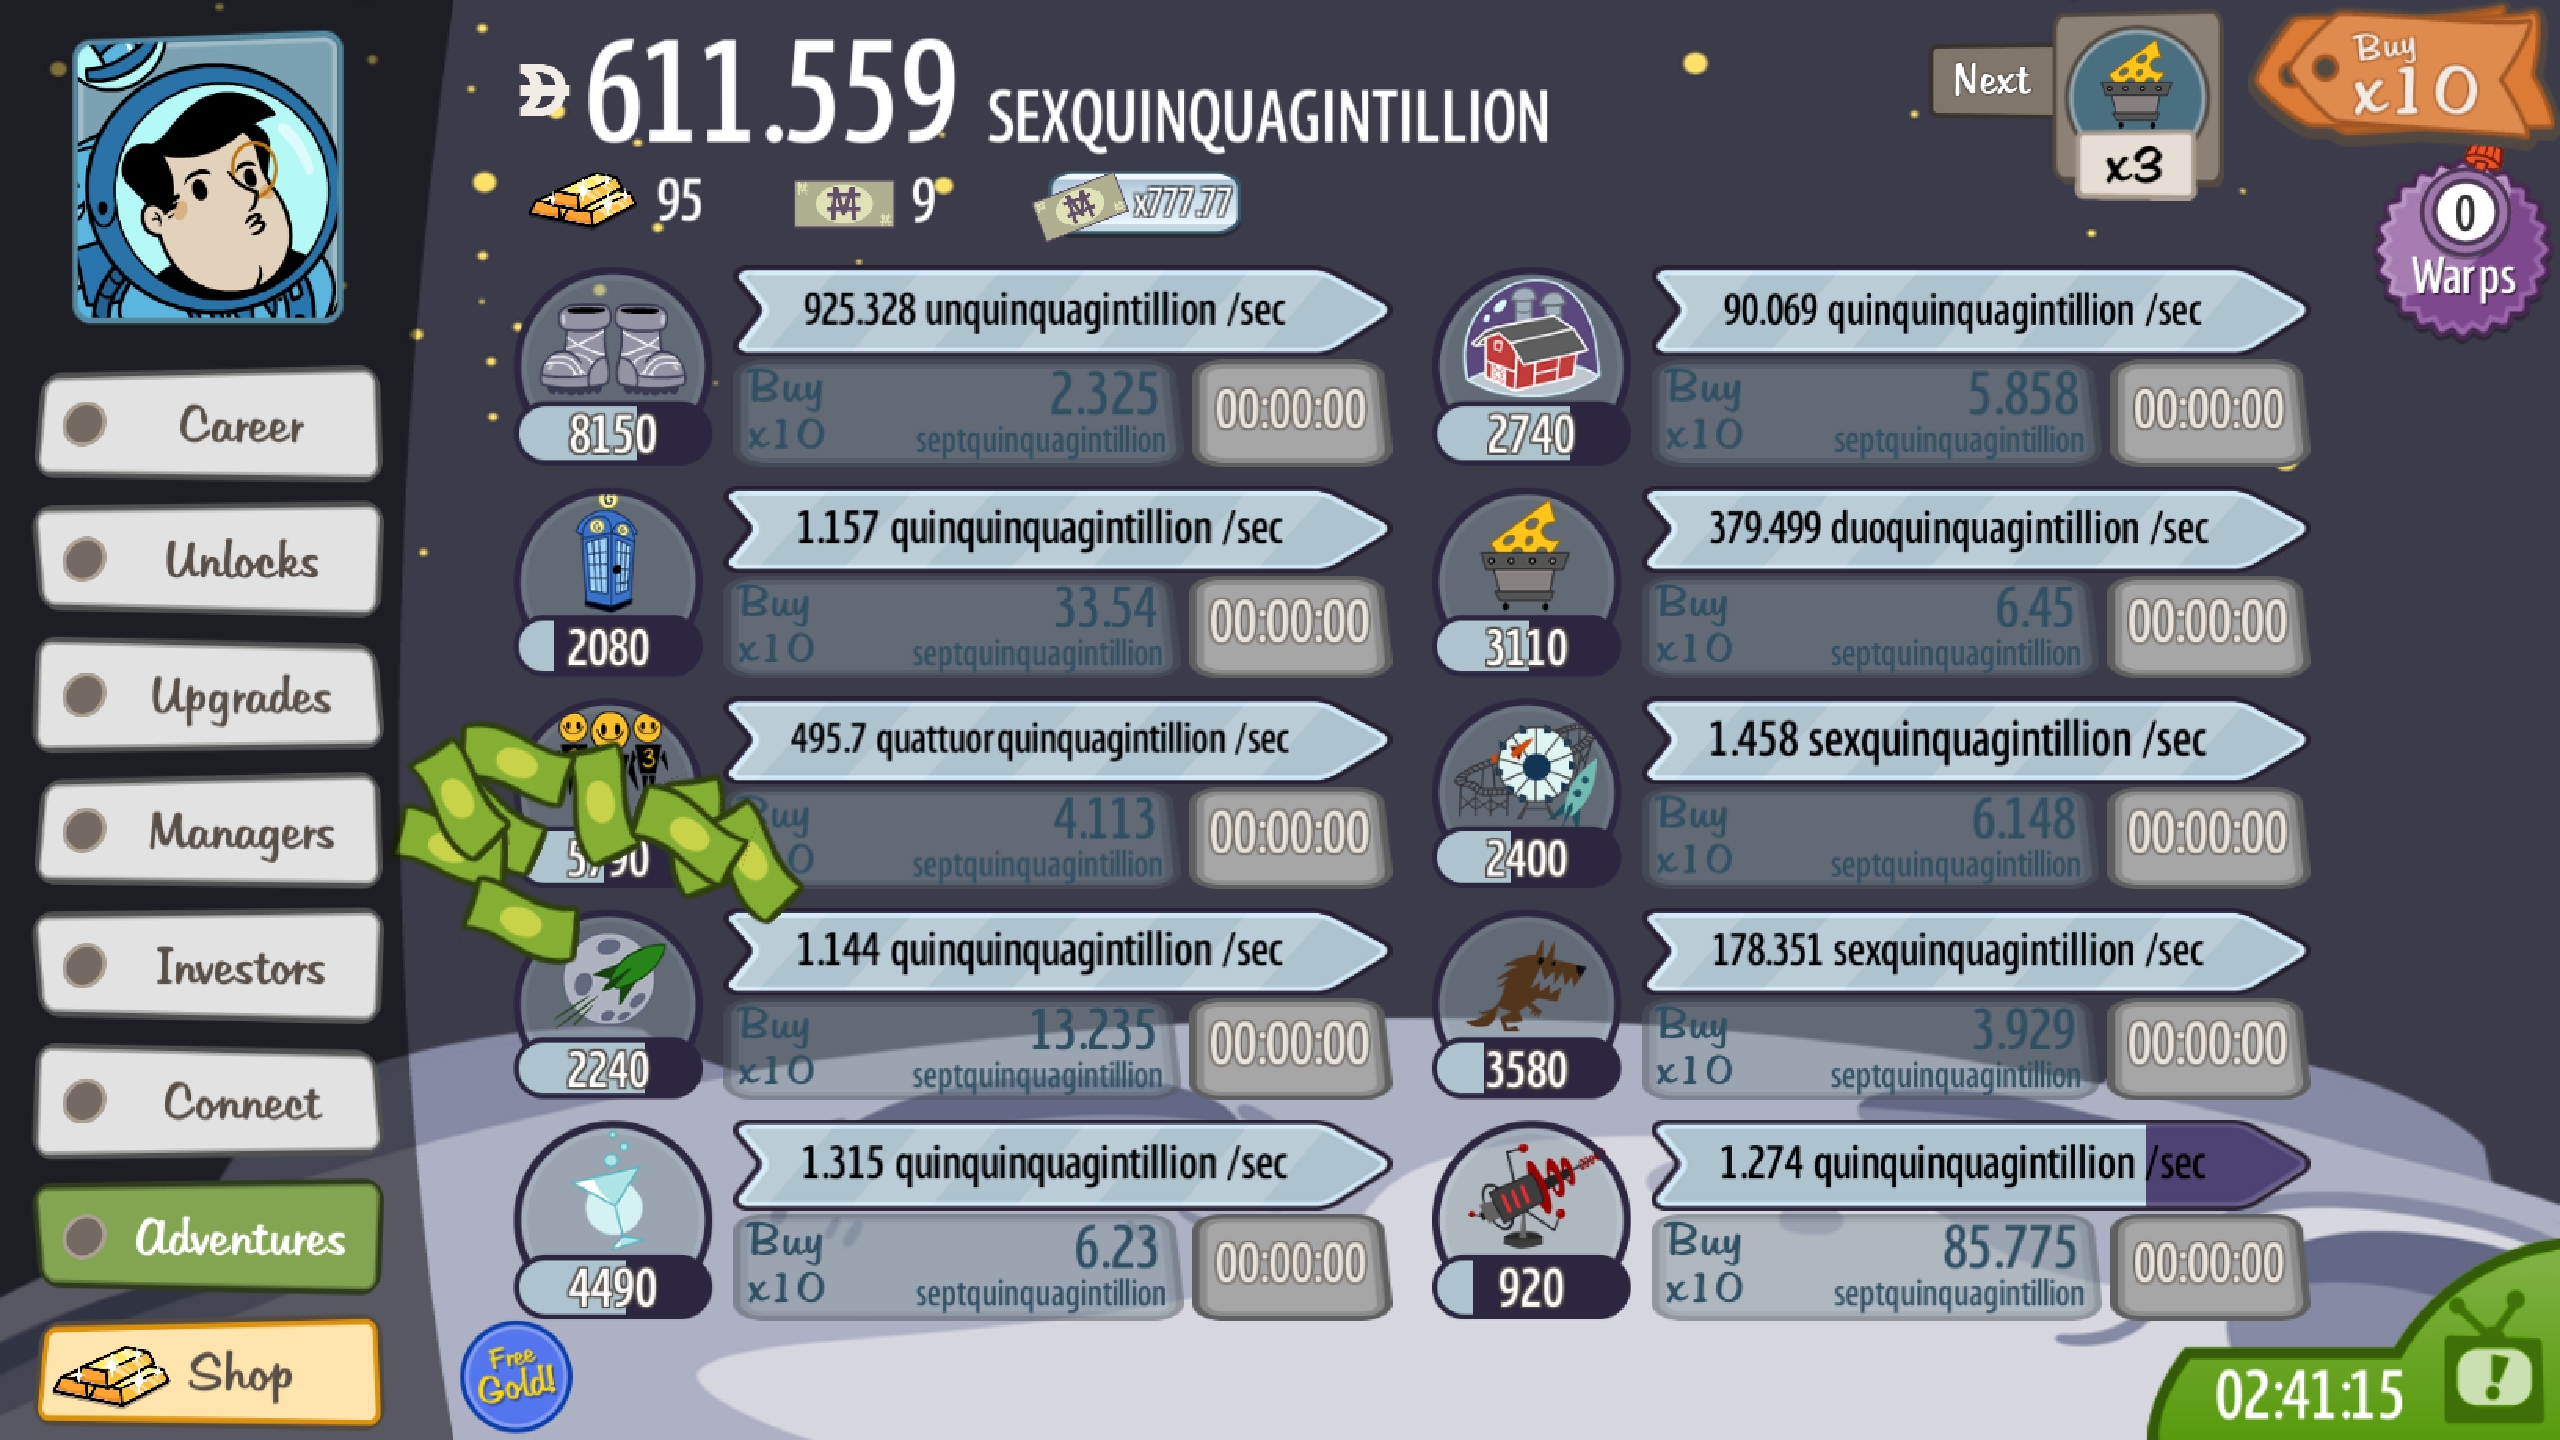 611.559 SEXQUINQUAGINTILLION
95
9
x777.77
Next
x3
Buy
x10
0
Warps
Career
Unlocks
Upgrades
Managers
Investors
Connect
Adventures
Shop
925.328 unquinquagintillion /sec
Buy 2.325
x10 septquinquagintillion
00:00:00
8150
90.069 quinquinquagintillion /sec
Buy 5.858
x10 septquinquagintillion
00:00:00
2740
1.157 quinquinquagintillion /sec
Buy 33.54
x10 septquinquagintillion
00:00:00
2080
379.499 duoquinquagintillion /sec
Buy 6.45
x10 septquinquagintillion
00:00:00
3110
495.7 quattuorquinquagintillion /sec
4.113
septquinquagintillion
00:00:00
3
1.458 sexquinquagintillion /sec
Buy 6.148
x10 septquinquagintillion
00:00:00
2400
1.144 quinquinquagintillion /sec
Buy 13.235
x10 septquinquagintillion
00:00:00
2240
178.351 sexquinquagintillion /sec
Buy 3.929
x10 septquinquagintillion
00:00:00
3580
1.315 quinquinquagintillion /sec
Buy 6.23
x10 septquinquagintillion
00:00:00
4490
1.274 quinquinquagintillion /sec
Buy 85.775
x10 septquinquagintillion
00:00:00
920
Free
Gold!
02:41:15
!